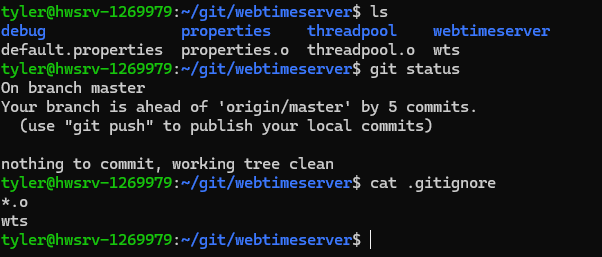 tyler@hwsrv-1269979:~/git/webtimeserver$ ls
debug properties threadpool webtimeserver
default.properties properties.o threadpool.o wts
tyler@hwsrv-1269979:~/git/webtimeserver$ git status
On branch master
Your branch is ahead of 'origin/master' by 5 commits.
  (use "git push" to publish your local commits)

nothing to commit, working tree clean
tyler@hwsrv-1269979:~/git/webtimeserver$ cat .gitignore
*.o
wts
tyler@hwsrv-1269979:~/git/webtimeserver$